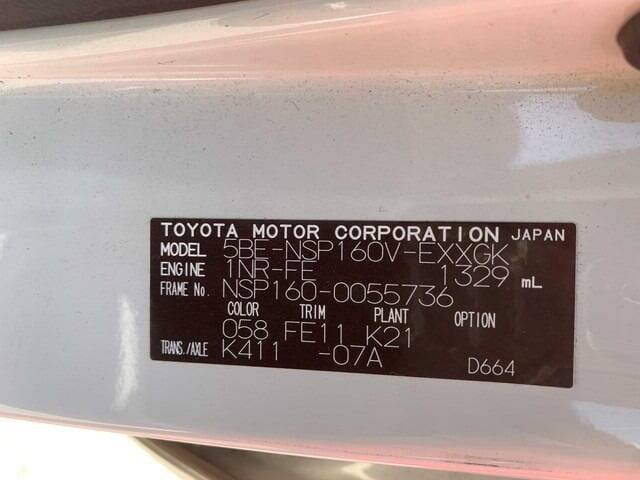 TOYOTA MOTOR CORPORATION JAPAN
MODEL 5BE-NSP160V-EXXGK
ENGINE 1NR-FE 1329 mL
FRAME No. NSP160-0055736
COLOR TRIM PLANT OPTION
058 FE11 K21
TRANS./AXLE K411 -07A D664